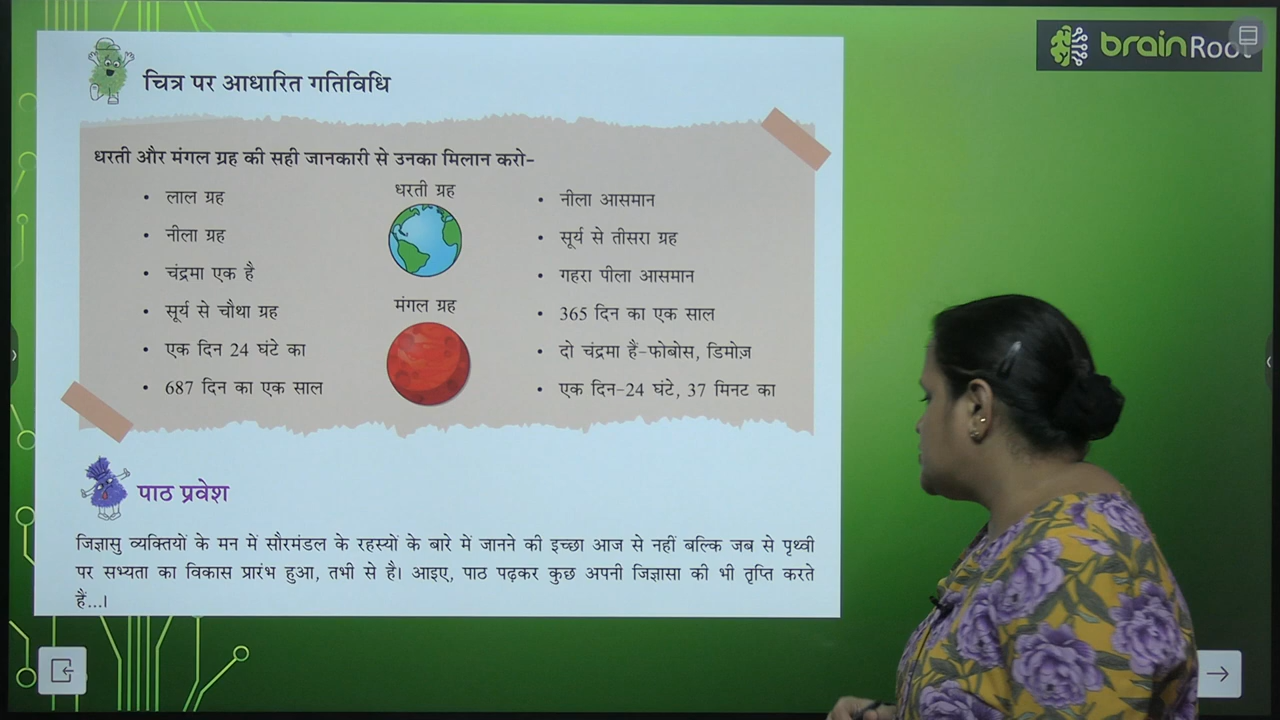 brainRoot
चित्र पर आधारित गतिविधि
धरती और मंगल ग्रह की सही जानकारी से उनका मिलान करो-
• लाल ग्रह
• नीला ग्रह
• चंद्रमा एक है
• सूर्य से चौथा ग्रह
• एक दिन 24 घंटे का
• 687 दिन का एक साल
धरती ग्रह
मंगल ग्रह
• नीला आसमान
• सूर्य से तीसरा ग्रह
• गहरा पीला आसमान
• 365 दिन का एक साल
• दो चंद्रमा हैं-फोबोस, डिमोज़
• एक दिन-24 घंटे, 37 मिनट का
पाठ प्रवेश
जिज्ञासु व्यक्तियों के मन में सौरमंडल के रहस्यों के बारे में जानने की इच्छा आज से नहीं बल्कि जब से पृथ्वी
पर सभ्यता का विकास प्रारंभ हुआ, तभी से है। आइए, पाठ पढ़कर कुछ अपनी जिज्ञासा की भी तृप्ति करते
हैं...।